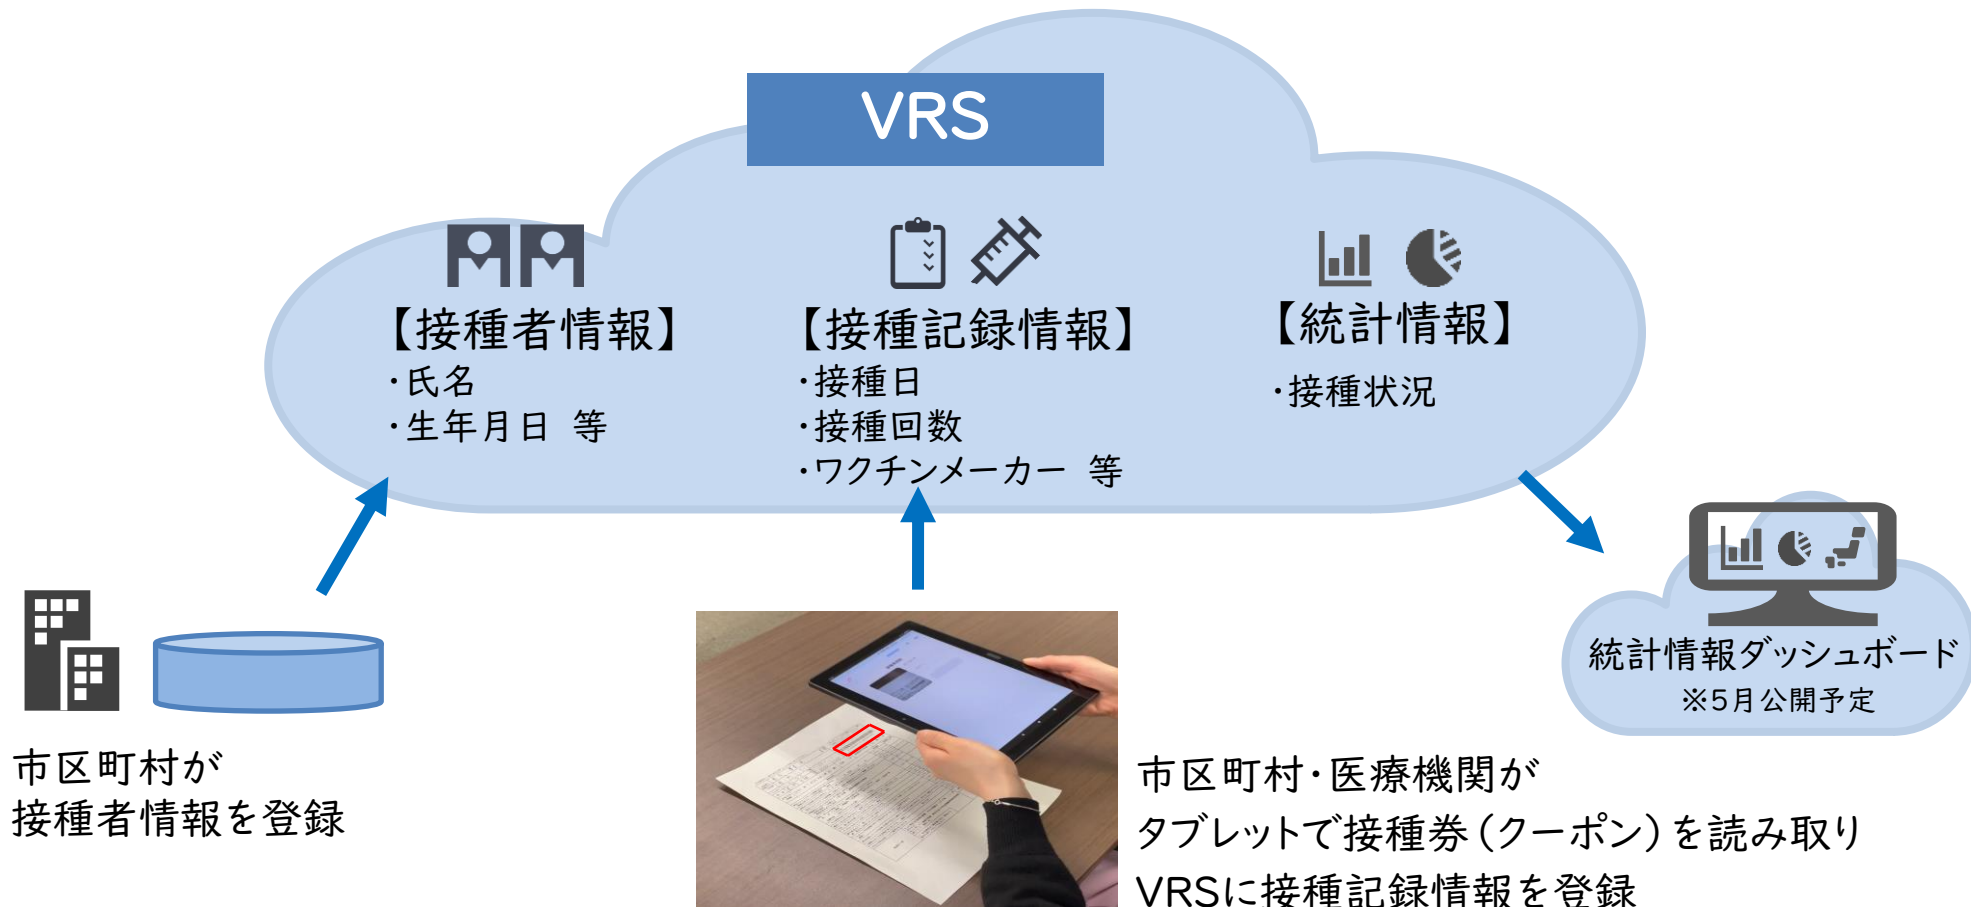 VRS
【接種者情報】
・氏名
・生年月日 等
【接種記録情報】
・接種日
・接種回数
・ワクチンメーカー 等
【統計情報】
・接種状況
統計情報ダッシュボード
※5月公開予定
市区町村が
接種者情報を登録
市区町村・医療機関が
タブレットで接種券(クーポン)を読み取り
VRSに接種記録情報を登録